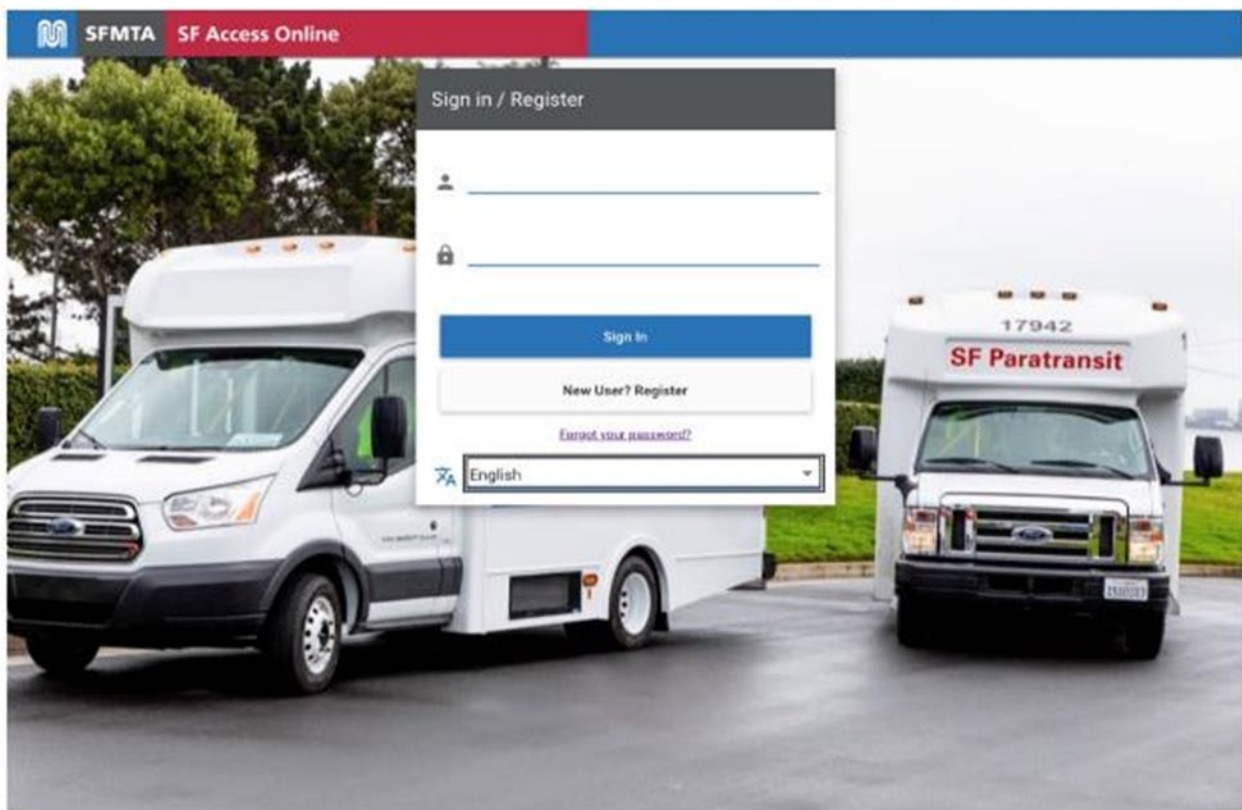 SFMTA SF Access Online
Sign in / Register
Sign In
New User? Register
Forgot your password?
English
17942
SF Paratransit